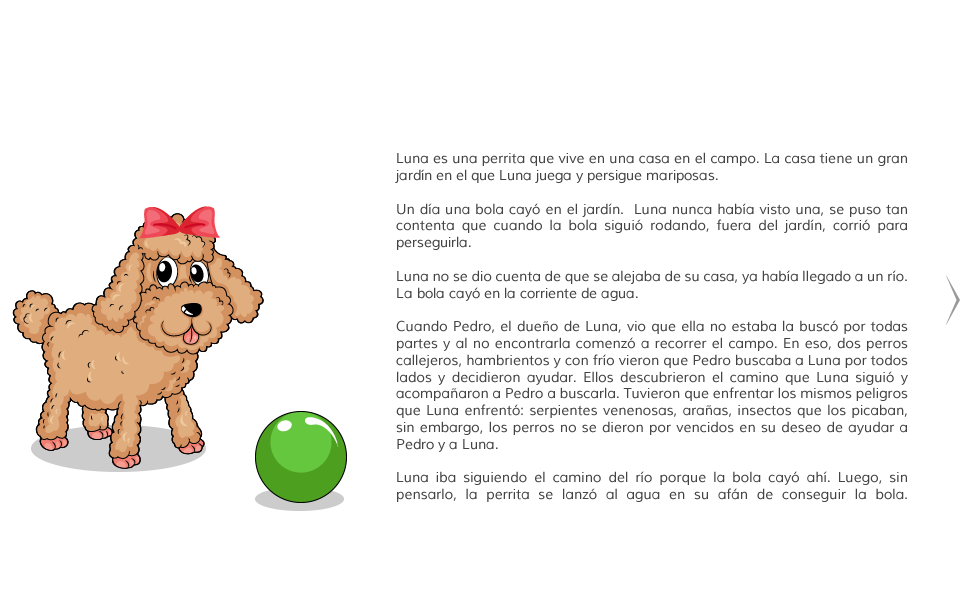 Luna es una perrita que vive en una casa en el campo. La casa tiene un gran
jardín en el que Luna juega y persigue mariposas.
Un día una bola cayó en el jardín.  Luna nunca había visto una, se puso tan
contenta que cuando la bola siguió rodando, fuera del jardín, corrió para
perseguirla.
Luna no se dio cuenta de que se alejaba de su casa, ya había llegado a un río.
La bola cayó en la corriente de agua.
Cuando Pedro, el dueño de Luna, vio que ella no estaba la buscó por todas
partes y al no encontrarla comenzó a recorrer el campo. En eso, dos perros
callejeros, hambrientos y con frío vieron que Pedro buscaba a Luna por todos
lados y decidieron ayudar. Ellos descubrieron el camino que Luna siguió y
acompañaron a Pedro a buscarla. Tuvieron que enfrentar los mismos peligros
que Luna enfrentó: serpientes venenosas, arañas, insectos que los picaban,
sin embargo, los perros no se dieron por vencidos en su deseo de ayudar a
Pedro y a Luna.
Luna iba siguiendo el camino del río porque la bola cayó ahí. Luego, sin
pensarlo, la perrita se lanzó al agua en su afán de conseguir la bola.